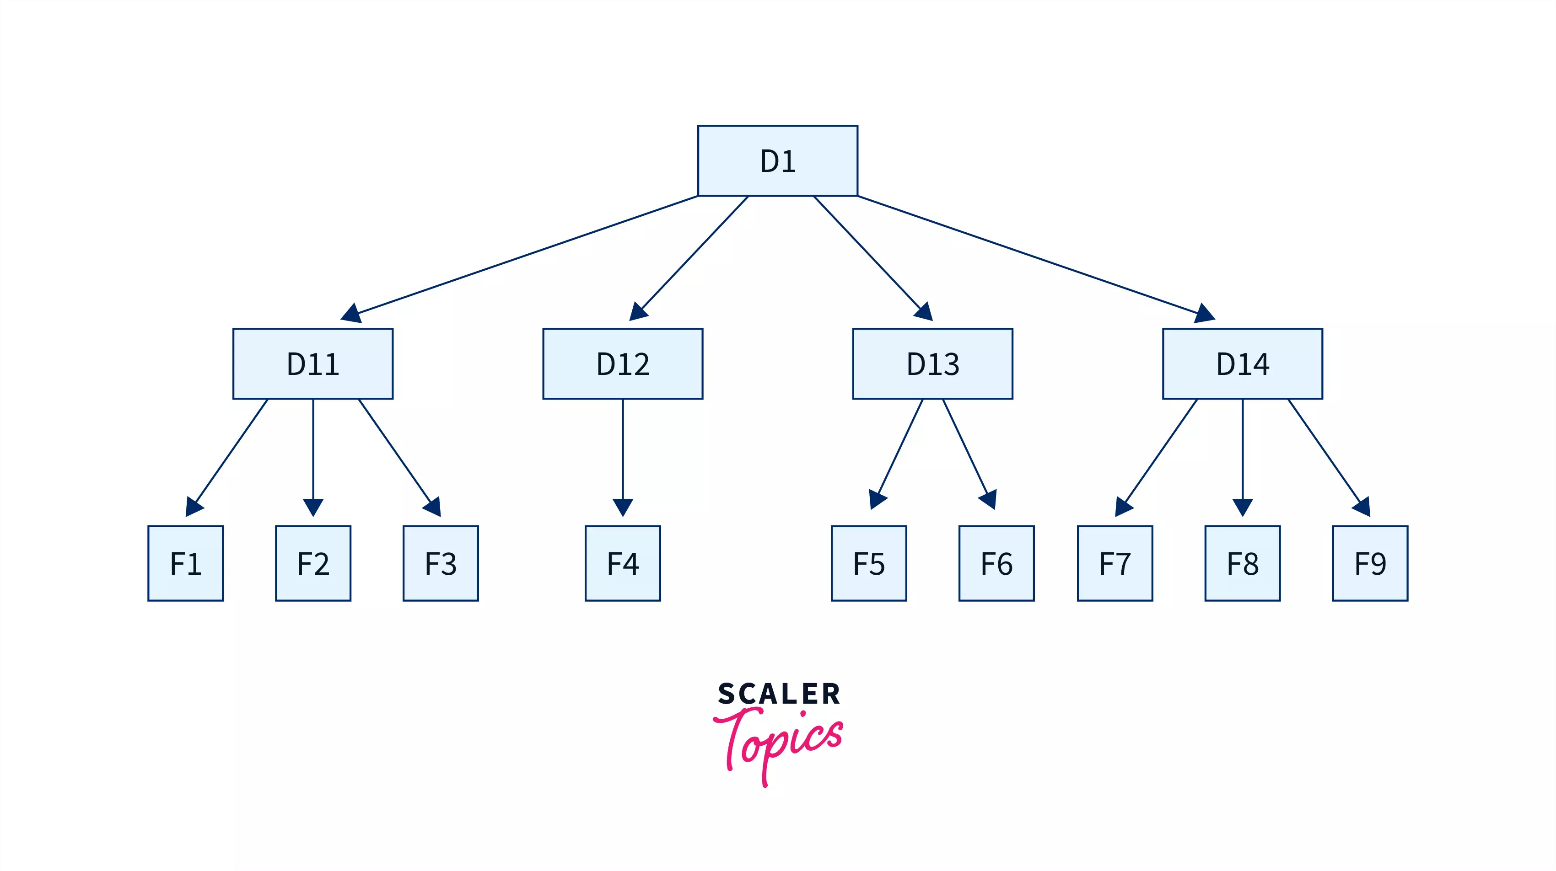 D1
D11 D12 D13 D14
F1 F2 F3 F4 F5 F6 F7 F8 F9
SCALER
Topics